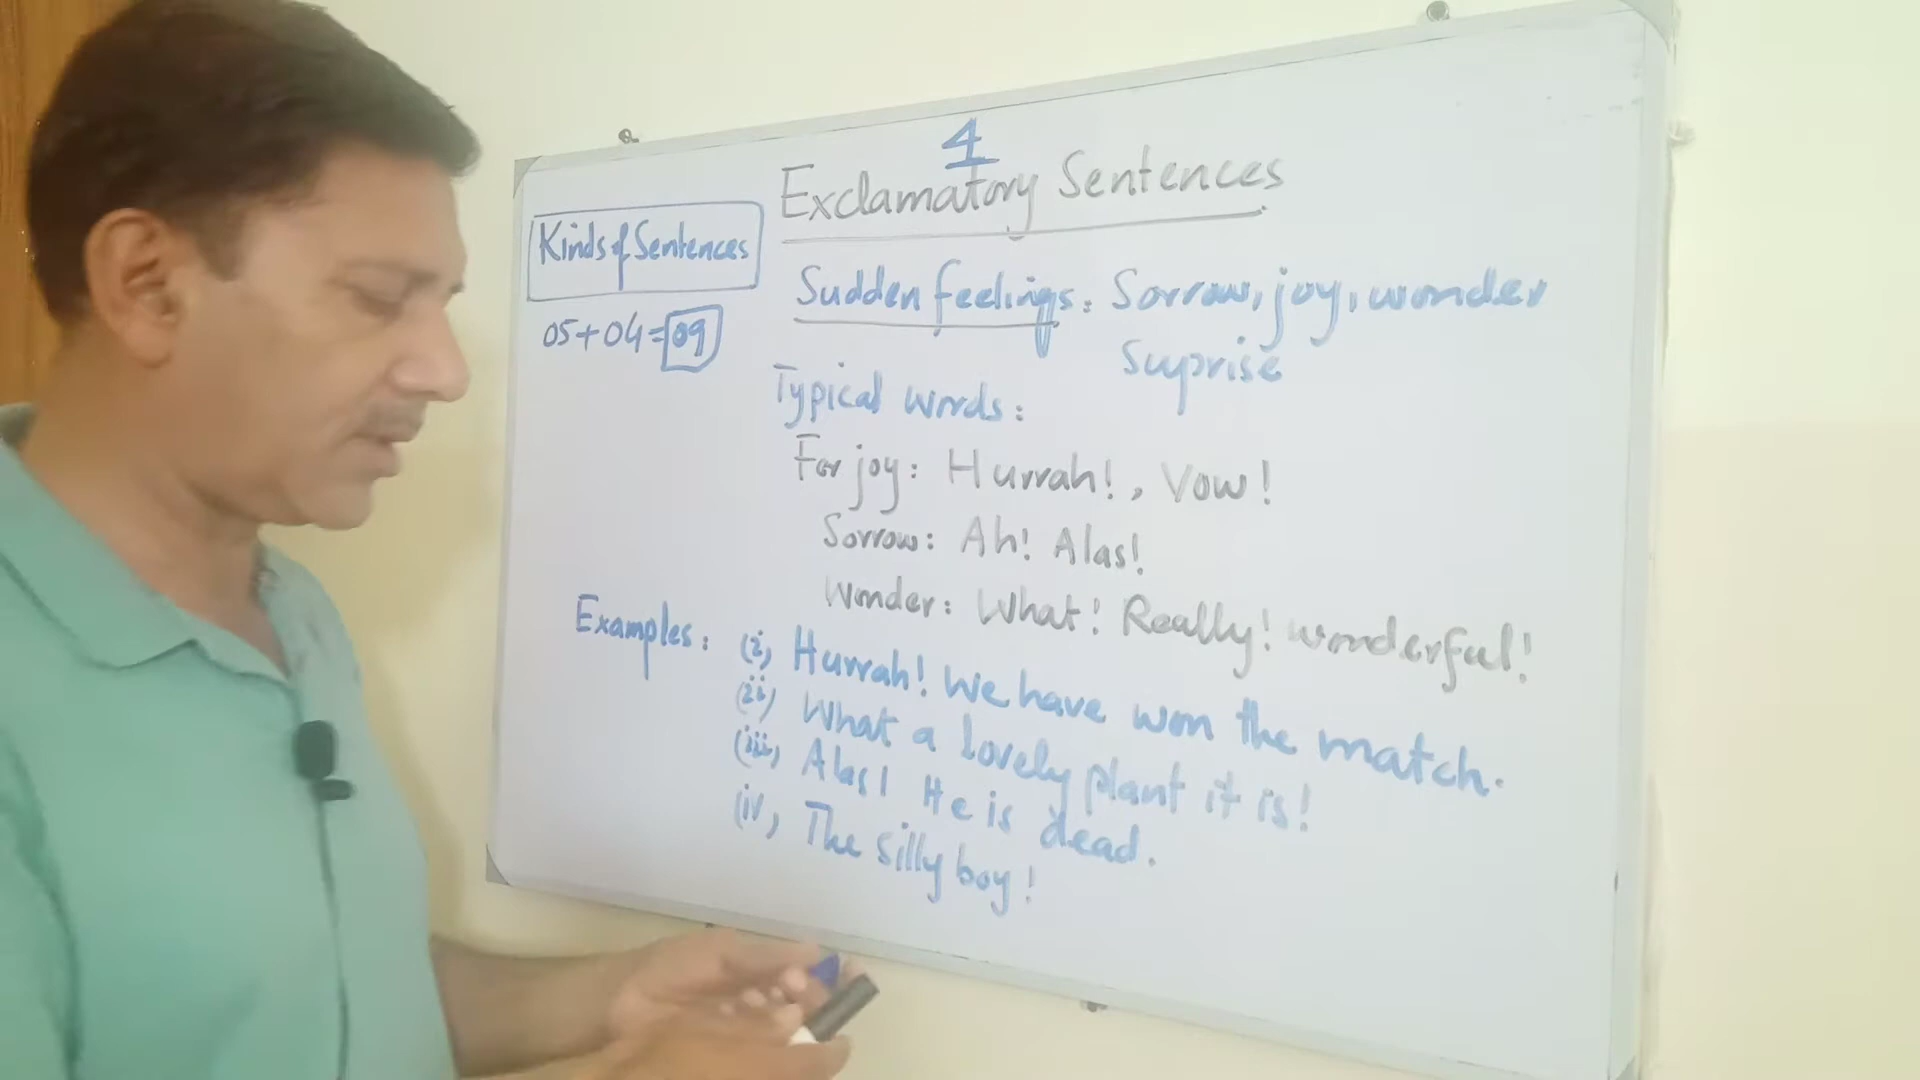 4
Exclamatory Sentences
Kinds of Sentences
05+04=09
Sudden feelings: Sorrow, joy, wonder
Suprise
Typical words:
For joy: Hurrah!, Vow!
Sorrow: Ah! Alas!
Wonder: What! Really! wonderful!
Examples: (i) Hurrah! We have won the match.
(ii) What a lovely plant it is!
(iii) Alas! He is dead.
(iv) The silly boy!